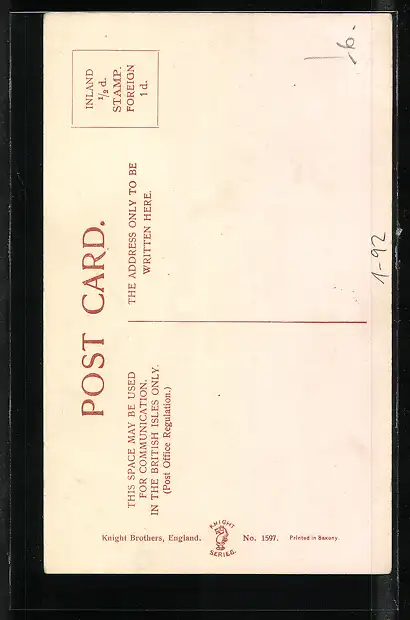 POST CARD.
INLAND
½ d.
STAMP.
FOREIGN
1 d.
THIS SPACE MAY BE USED
FOR COMMUNICATION.
IN THE BRITISH ISLES ONLY.
(Post Office Regulation.)
THE ADDRESS ONLY TO BE
WRITTEN HERE.
Knight Brothers, England.
KNIGHT
SERIES.
No. 1597.
Printed in Saxony.
1-92